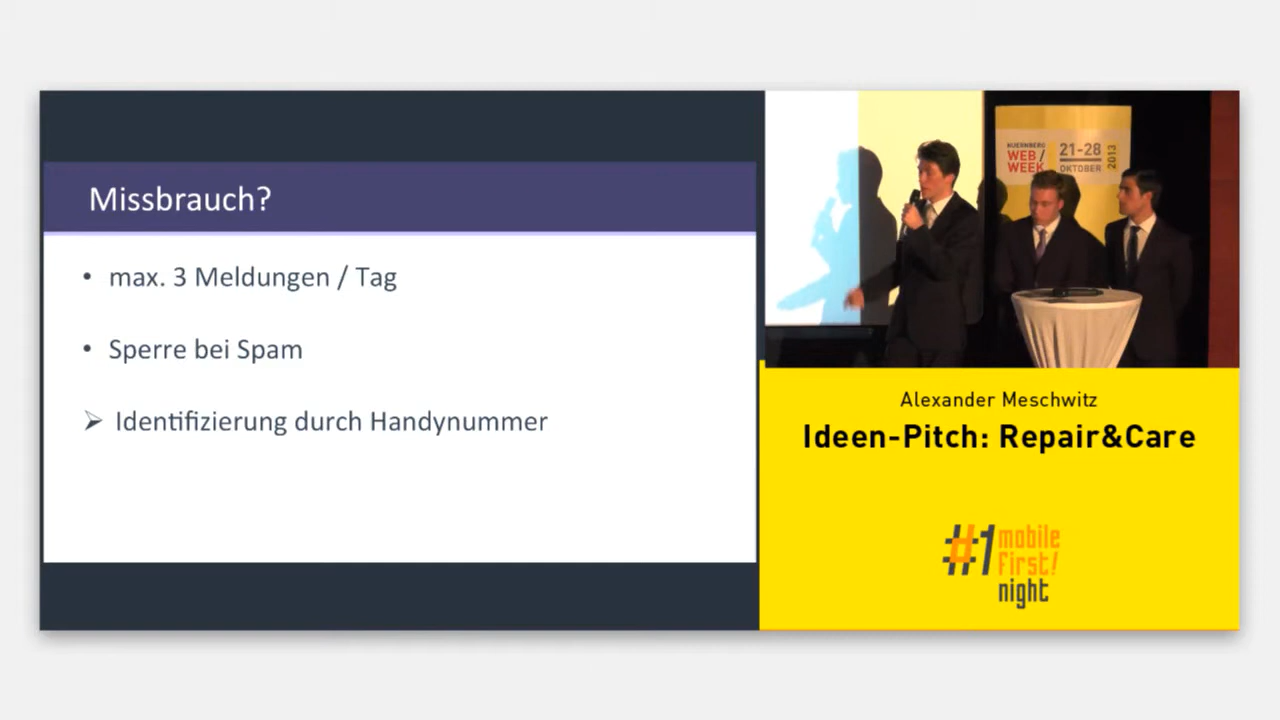 Missbrauch?
• max. 3 Meldungen / Tag
• Sperre bei Spam
➢ Identifizierung durch Handynummer
NUERNBERG
WEB/
WEEK
21-28
OKTOBER
2013
Alexander Meschwitz
Ideen-Pitch: Repair&Care
#1 mobile
first!
night